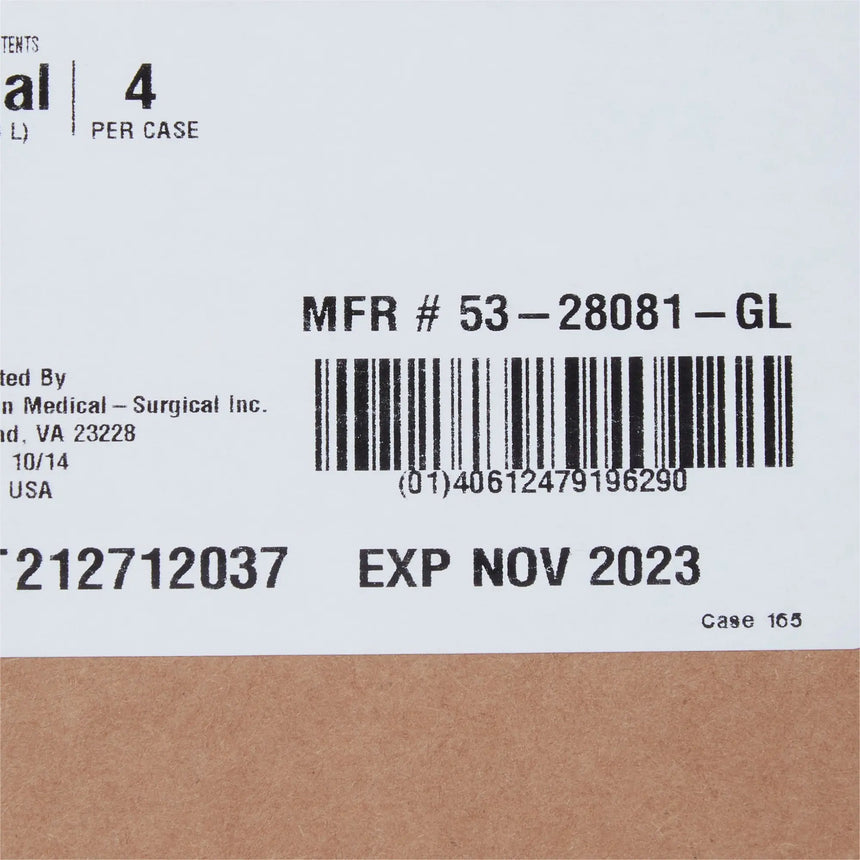 TENTS
al | 4
L) PER CASE
MFR # 53-28081-GL
ted By
n Medical-Surgical Inc.
nd, VA 23228
10/14
USA
(01)40612479196290
T212712037 EXP NOV 2023
Case 165